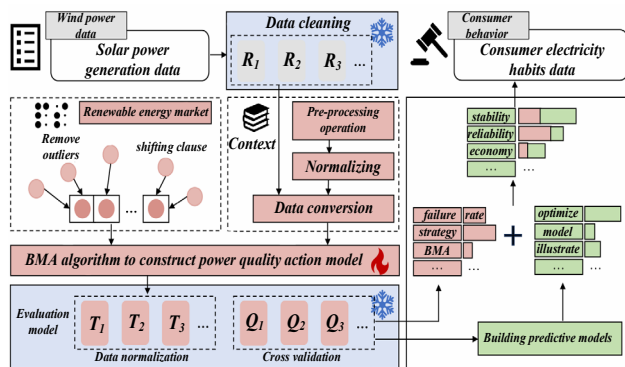 Wind power
data
Solar power
generation data
Data cleaning
R1 R2 R3 ...
Consumer
behavior
Consumer electricity
habits data
Renewable energy market
Remove
outliers
shifting clause
...
Context
Pre-processing
operation
Normalizing
Data conversion
stability
reliability
economy
... ...
failure rate
strategy
BMA
... ...
+
optimize
model
illustrate
... ...
BMA algorithm to construct power quality action model
Evaluation
model
T1 T2 T3 ...
Data normalization
Q1 Q2 Q3 ...
Cross validation
Building predictive models